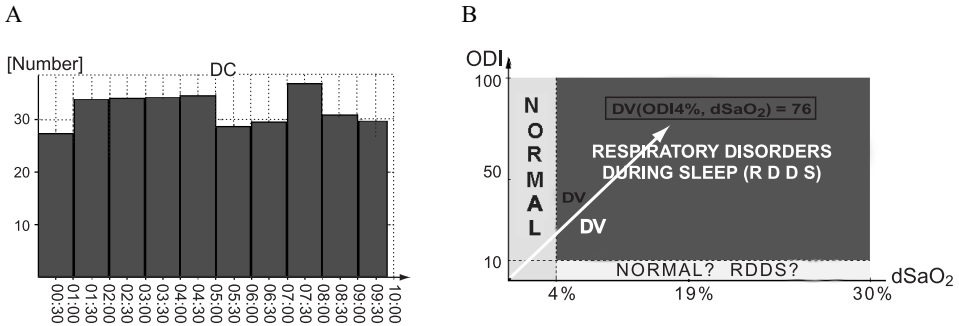 A
[Number]
DC
30
20
10
00:30
01:00
01:30
02:00
02:30
03:00
03:30
04:00
04:30
05:00
05:30
06:00
06:30
07:00
07:30
08:00
08:30
09:00
09:30
10:00
B
ODI
100
50
10
NORMAL
DV(ODI4%, dSaO2) = 76
RESPIRATORY DISORDERS
DURING SLEEP (R D D S)
DV
DV
NORMAL? RDDS?
4%
19%
30%
dSaO2